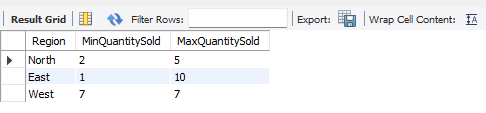 Result Grid Filter Rows: Export: Wrap Cell Content: IA
Region MinQuantitySold MaxQuantitySold
North 2 5
East 1 10
West 7 7